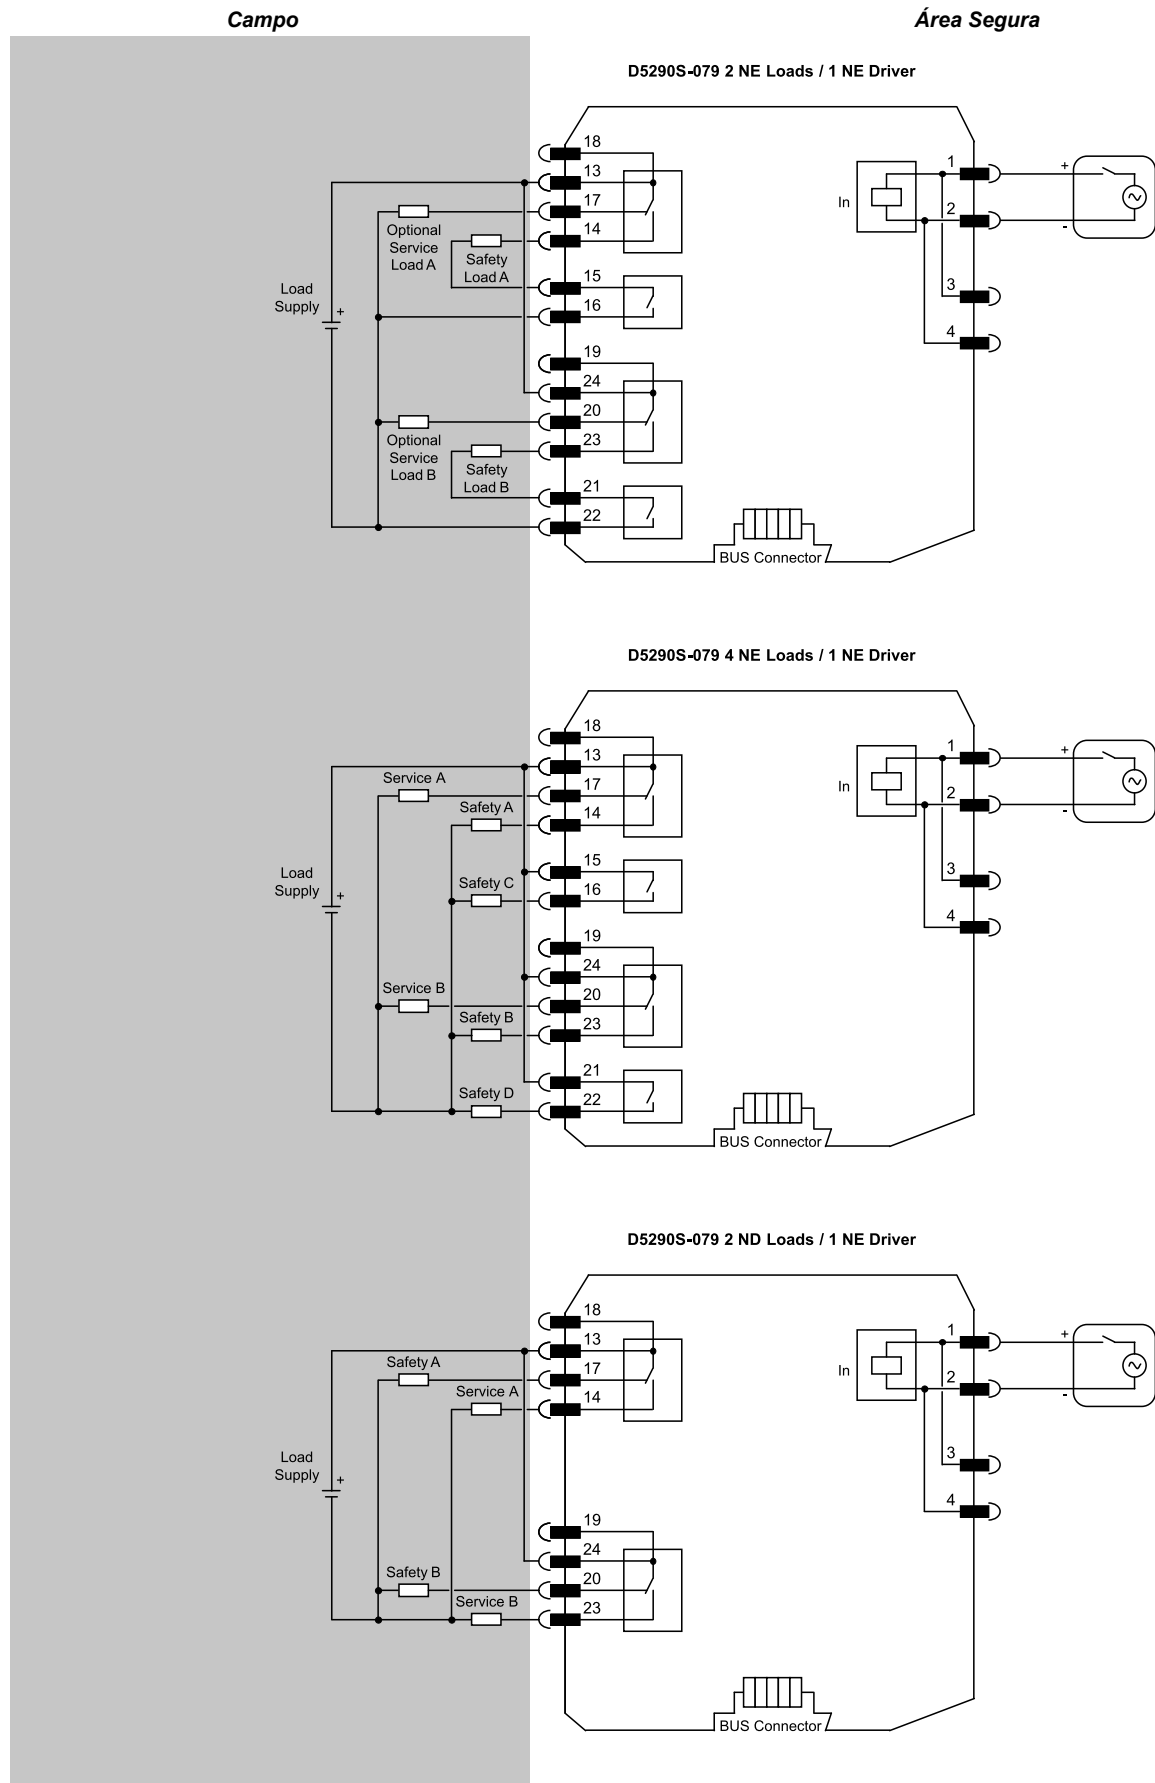 Campo
Área Segura
D5290S-079 2 NE Loads / 1 NE Driver
18
13
17
14
15
16
19
24
20
23
21
22
Optional
Service
Load A
Safety
Load A
Load
Supply
+
Optional
Service
Load B
Safety
Load B
In
1
2
3
4
+
-
BUS Connector
D5290S-079 4 NE Loads / 1 NE Driver
18
13
17
14
15
16
19
24
20
23
21
22
Service A
Safety A
Load
Supply
+
Safety C
Service B
Safety B
Safety D
In
1
2
3
4
+
-
BUS Connector
D5290S-079 2 ND Loads / 1 NE Driver
18
13
17
14
19
24
20
23
Safety A
Service A
Load
Supply
+
Safety B
Service B
In
1
2
3
4
+
-
BUS Connector